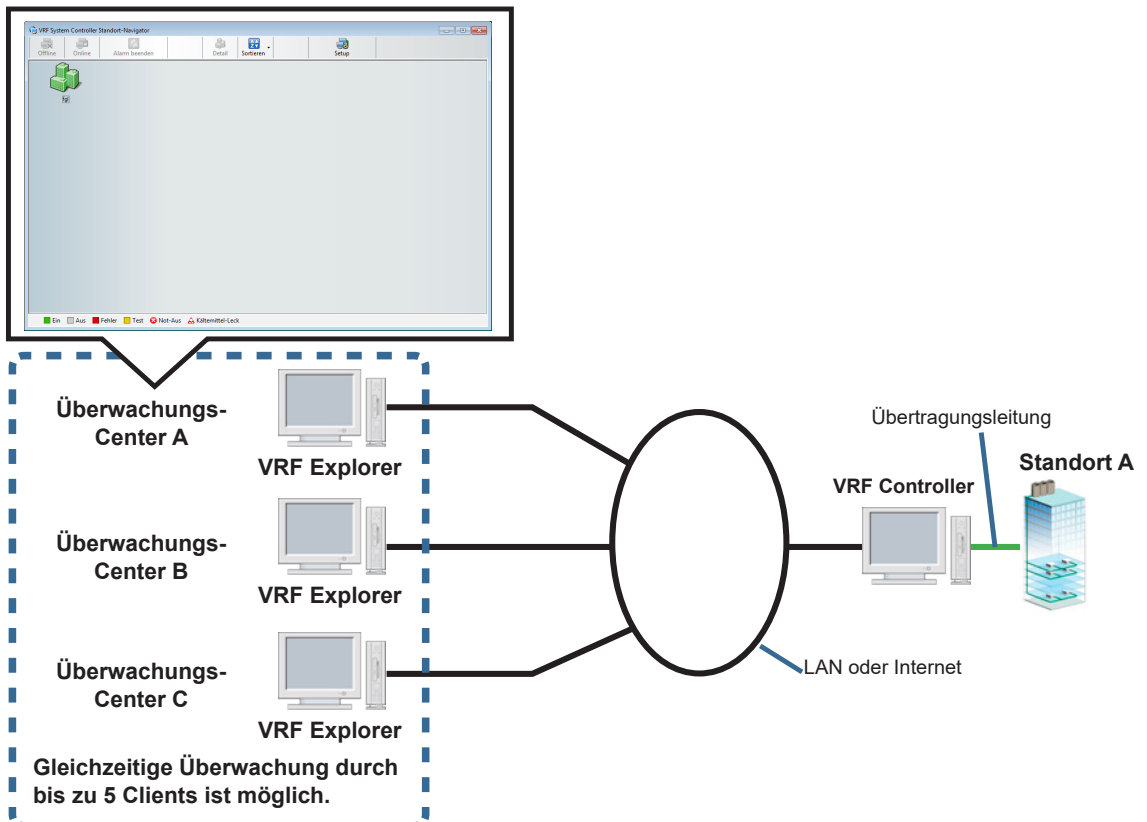 VRF System Controller Standort-Navigator
Offline
Online
Alarm beenden
Detail
Sortieren
Setup
fgl
Ein
Aus
Fehler
Test
Not-Aus
Kältemittel-Leck
Überwachungs-
Center A
VRF Explorer
Überwachungs-
Center B
VRF Explorer
Überwachungs-
Center C
VRF Explorer
Gleichzeitige Überwachung durch
bis zu 5 Clients ist möglich.
Übertragungsleitung
Standort A
VRF Controller
LAN oder Internet